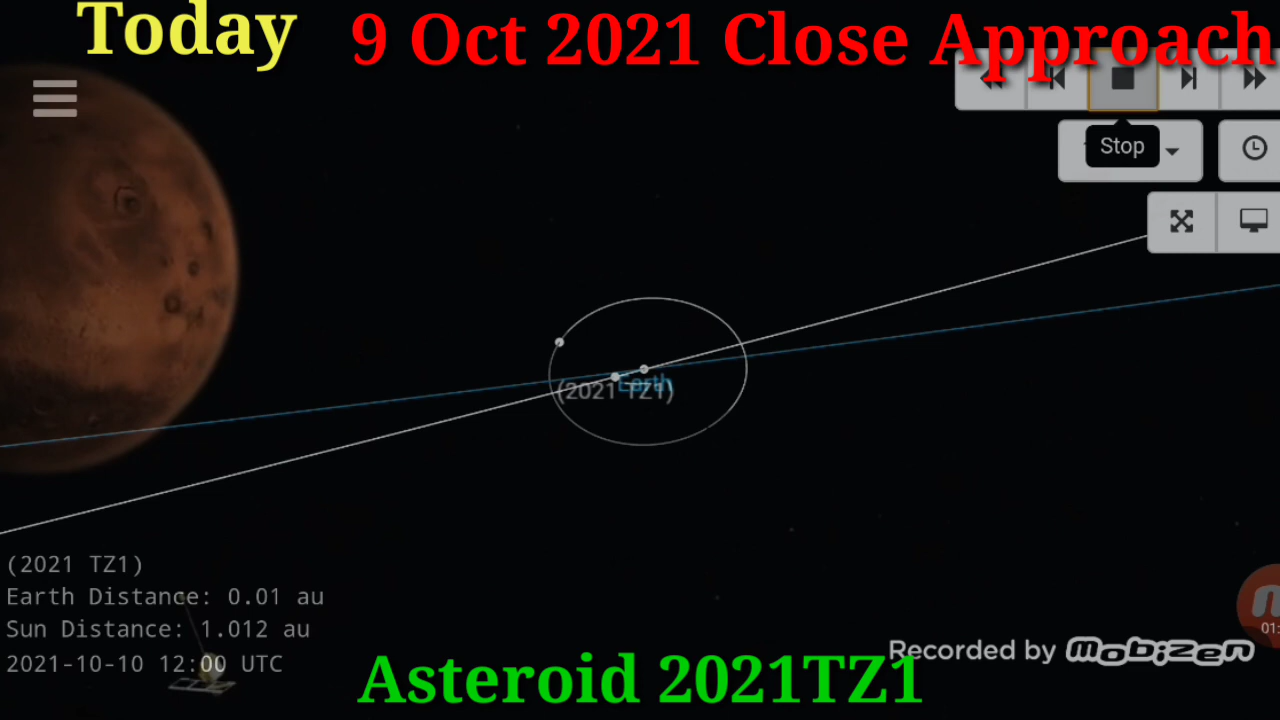 Today 9 Oct 2021 Close Approach
Stop
Earth
(2021 TZ1)
(2021 TZ1)
Earth Distance: 0.01 au
Sun Distance: 1.012 au
2021-10-10 12:00 UTC
Recorded by mobizen
Asteroid 2021TZ1